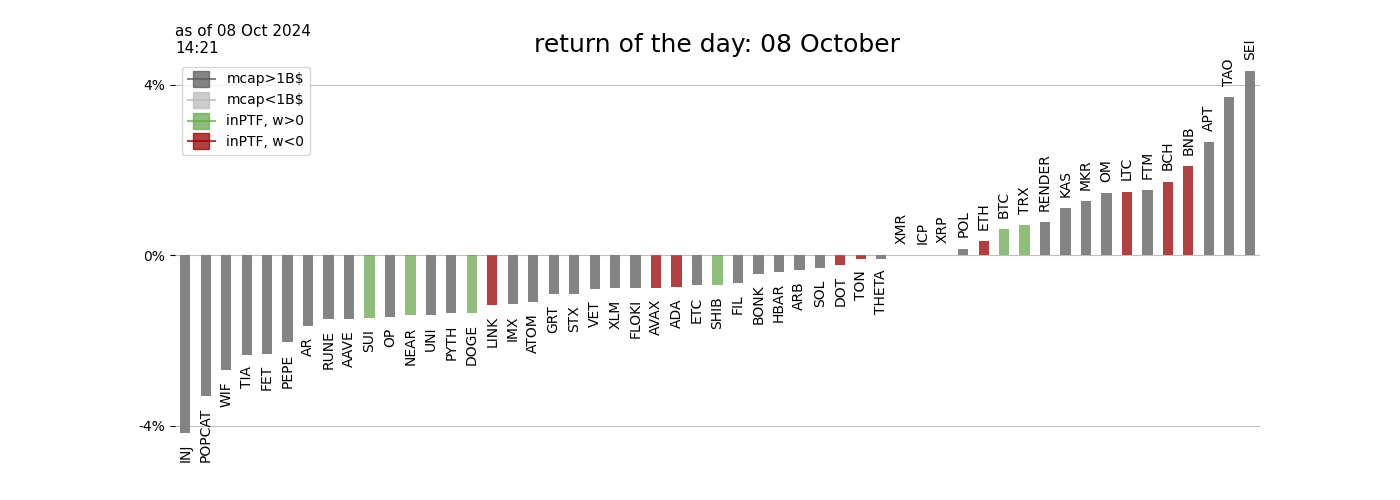 as of 08 Oct 2024
14:21
return of the day: 08 October
mcap>1B$
mcap<1B$
inPTF, w>0
inPTF, w<0
4%
0%
-4%
INJ
POPCAT
WIF
TIA
FET
PEPE
AR
RUNE
AAVE
SUI
OP
NEAR
UNI
PYTH
DOGE
LINK
IMX
ATOM
GRT
STX
VET
XLM
FLOKI
AVAX
ADA
ETC
SHIB
FIL
BONK
HBAR
ARB
SOL
DOT
TON
THETA
XMR
ICP
XRP
POL
ETH
BTC
TRX
RENDER
KAS
MKR
OM
LTC
FTM
BCH
BNB
APT
TAO
SEI